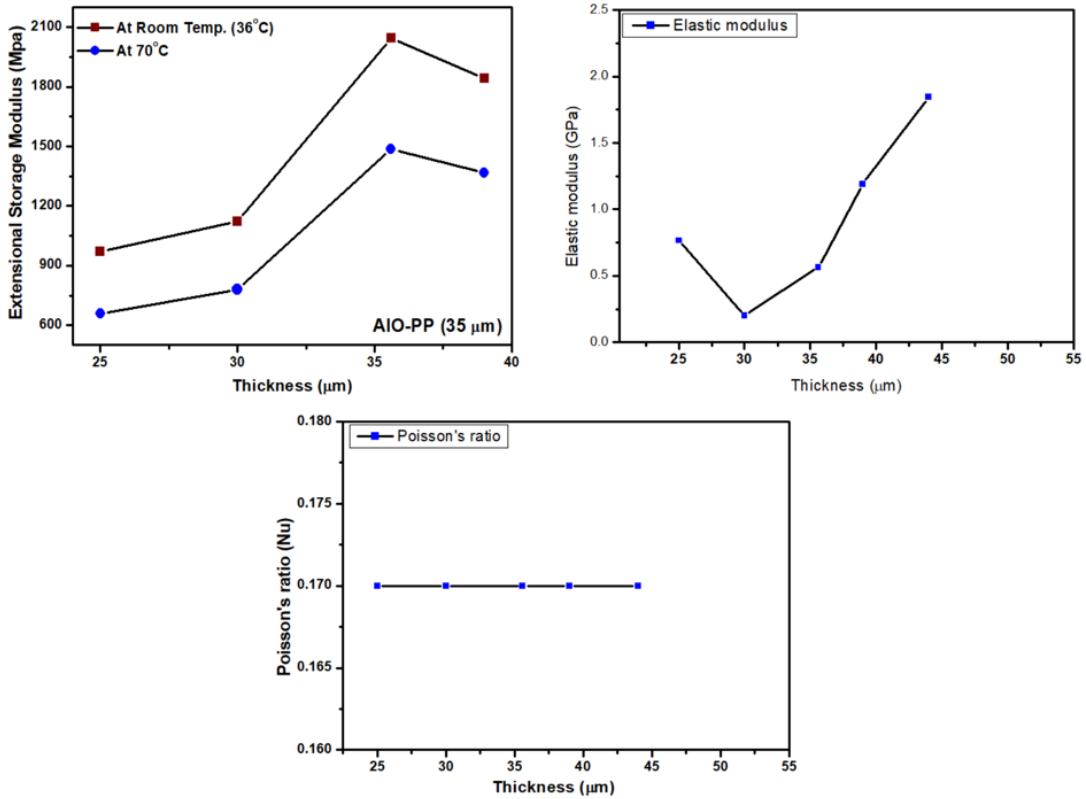 Extensional Storage Modulus (Mpa)
2100
1800
1500
1200
900
600
At Room Temp. (36°C)
At 70°C
AIO-PP (35 μm)
25 30 35 40
Thickness (μm)
Elastic modulus (GPa)
2.5
2.0
1.5
1.0
0.5
0.0
Elastic modulus
25 30 35 40 45 50 55
Thickness (μm)
Poisson's ratio (Nu)
0.180
0.175
0.170
0.165
0.160
Poisson's ratio
25 30 35 40 45 50 55
Thickness (μm)